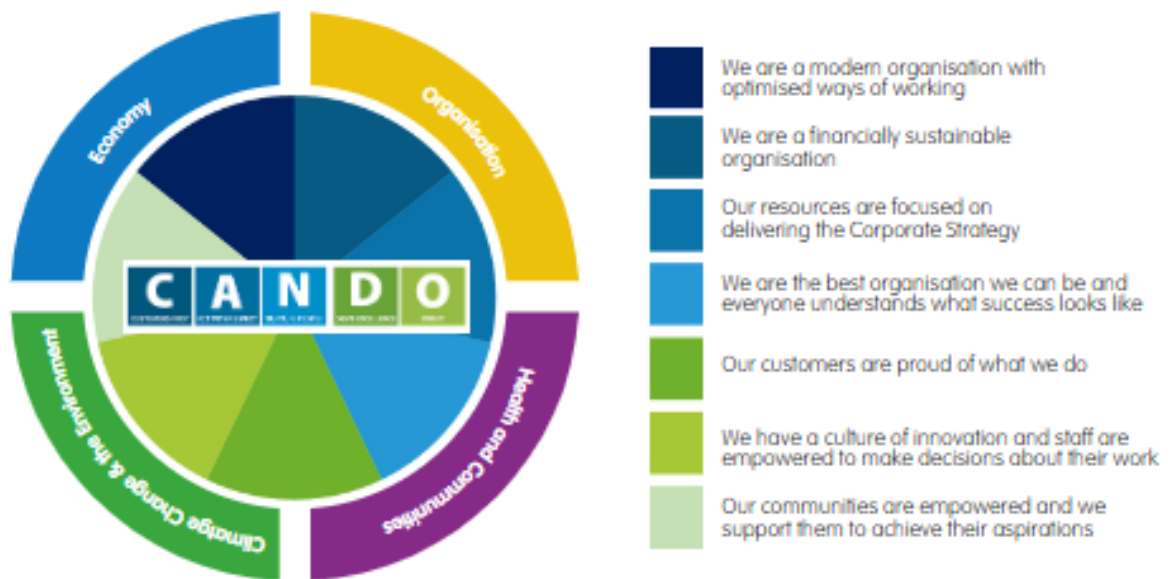 Economy
Organisation
Climatge Change & the Environment
Health and Communities
C A N D O
We are a modern organisation with
optimised ways of working
We are a financially sustainable
organisation
Our resources are focused on
delivering the Corporate Strategy
We are the best organisation we can be and
everyone understands what success looks like
Our customers are proud of what we do
We have a culture of innovation and staff are
empowered to make decisions about their work
Our communities are empowered and we
support them to achieve their aspirations